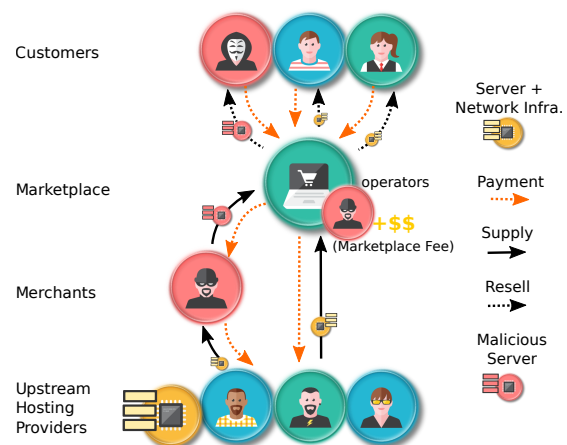 Customers
Server +
Network Infra.
Marketplace
operators
+$$
(Marketplace Fee)
Payment
Supply
Merchants
Resell
Malicious
Server
Upstream
Hosting
Providers